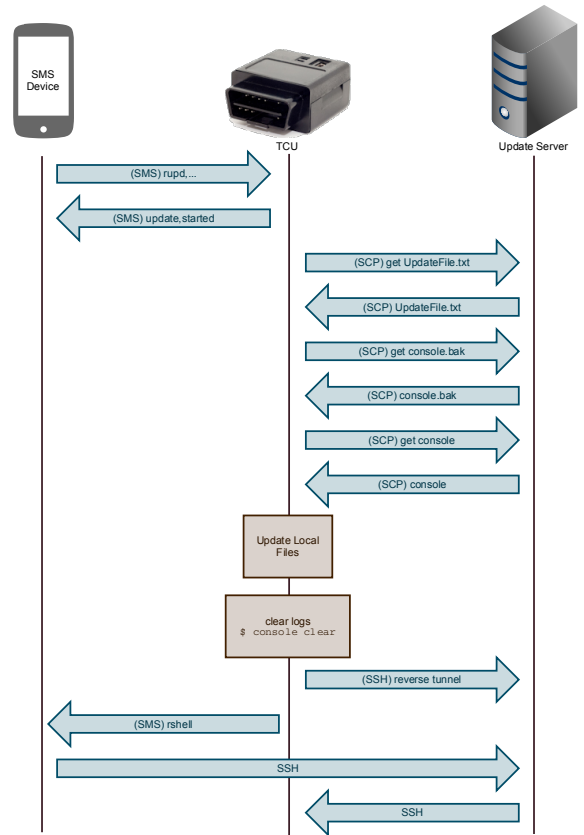 SMS
Device
TCU
Update Server
(SMS) rupd,...
(SMS) update,started
(SCP) get UpdateFile.txt
(SCP) UpdateFile.txt
(SCP) get console.bak
(SCP) console.bak
(SCP) get console
(SCP) console
Update Local
Files
clear logs
$ console clear
(SSH) reverse tunnel
(SMS) rshell
SSH
SSH